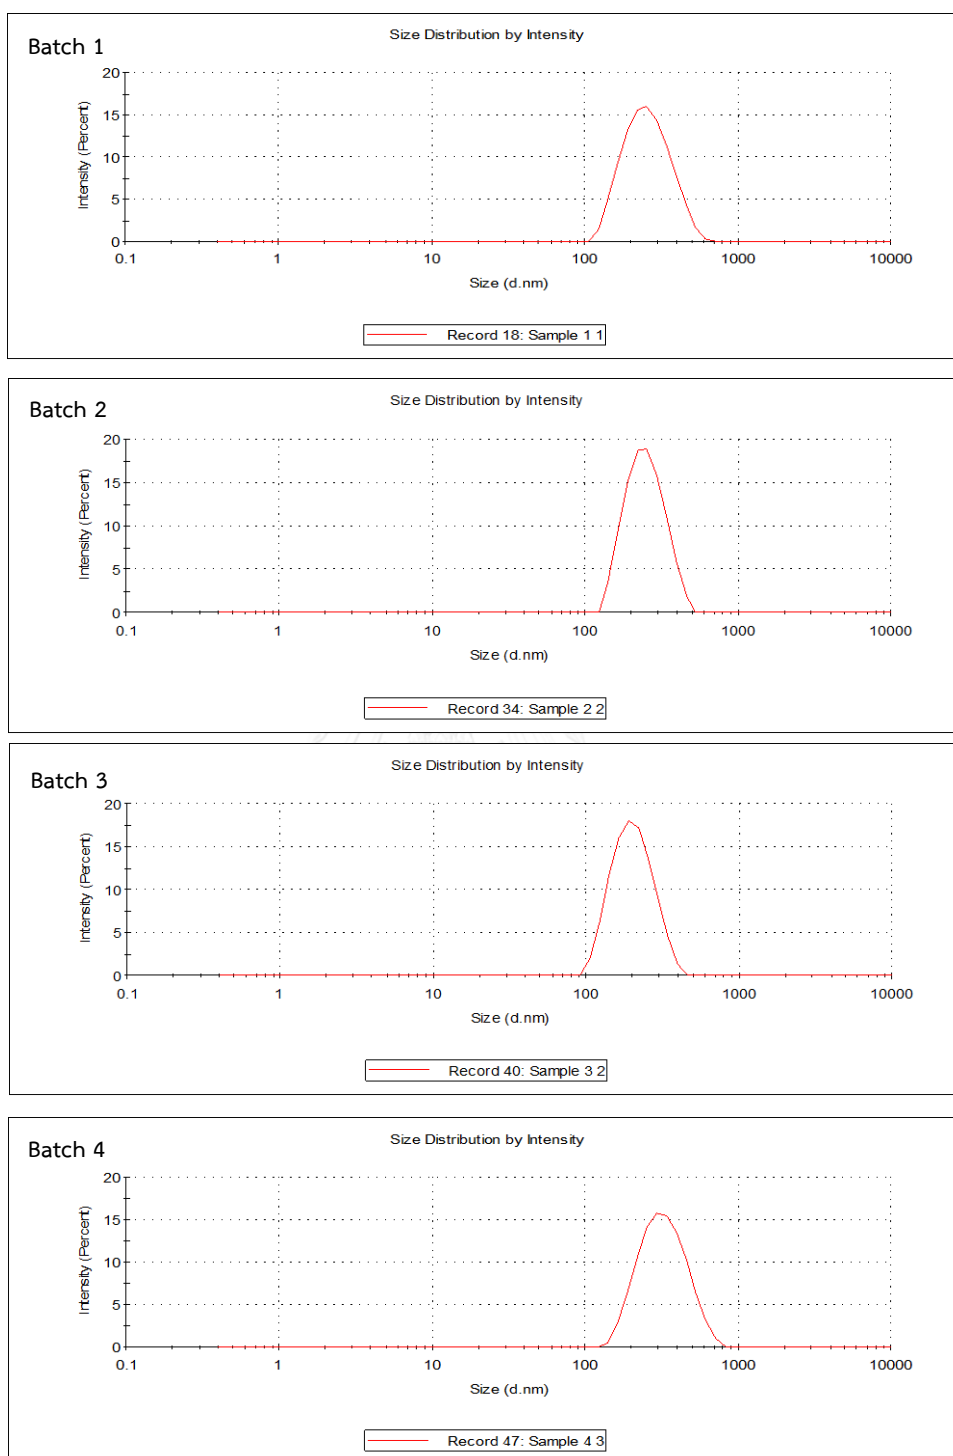 Batch 1
Size Distribution by Intensity
20
15
10
5
0
Intensity (Percent)
0.1 1 10 100 1000 10000
Size (d.nm)
Record 18: Sample 1 1
Batch 2
Size Distribution by Intensity
20
15
10
5
0
Intensity (Percent)
0.1 1 10 100 1000 10000
Size (d.nm)
Record 34: Sample 2 2
Batch 3
Size Distribution by Intensity
20
15
10
5
0
Intensity (Percent)
0.1 1 10 100 1000 10000
Size (d.nm)
Record 40: Sample 3 2
Batch 4
Size Distribution by Intensity
20
15
10
5
0
Intensity (Percent)
0.1 1 10 100 1000 10000
Size (d.nm)
Record 47: Sample 4 3